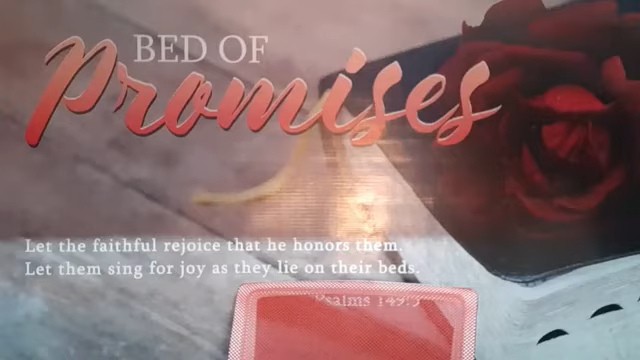 BED OF
Promises
Let the faithful rejoice that he honors them.
Let them sing for joy as they lie on their beds.
Psalms 149:5